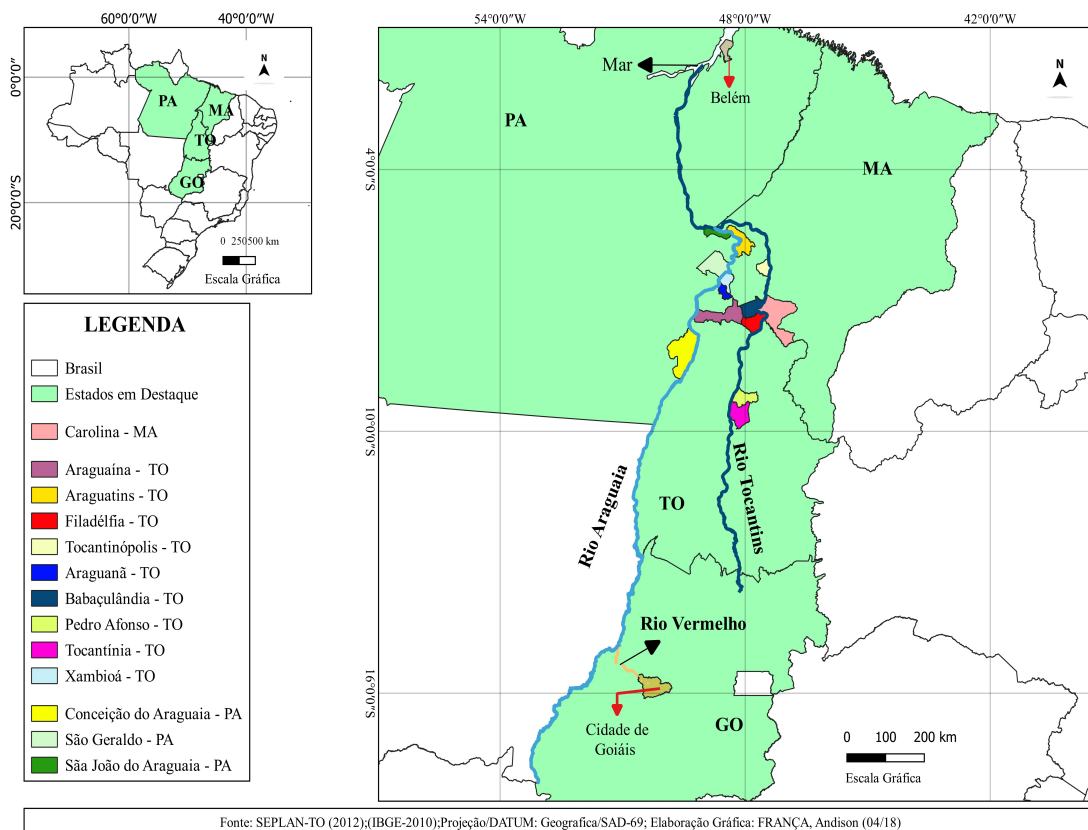 60°0'0"W 40°0'0"W
54°0'0"W 48°0'0"W 42°0'0"W
0°0'0"
20°0'0"S
N
PA
MA
TO
GO
0 250500 km
Escala Gráfica
LEGENDA
Brasil
Estados em Destaque
Carolina - MA
Araguaína - TO
Araguatins - TO
Filadélfia - TO
Tocantinópolis - TO
Araguanã - TO
Babaçulândia - TO
Pedro Afonso - TO
Tocantínia - TO
Xambioá - TO
Conceição do Araguaia - PA
São Geraldo - PA
Sãa João do Araguaia - PA
Mar
Belém
N
PA
MA
4°0'0"S
10°0'0"S
16°0'0"S
Rio Araguaia
Rio Tocantins
TO
Rio Vermelho
Cidade de
Goiáis
GO
0 100 200 km
Escala Gráfica
Fonte: SEPLAN-TO (2012);(IBGE-2010);Projeção/DATUM: Geografica/SAD-69; Elaboração Gráfica: FRANÇA, Andison (04/18)